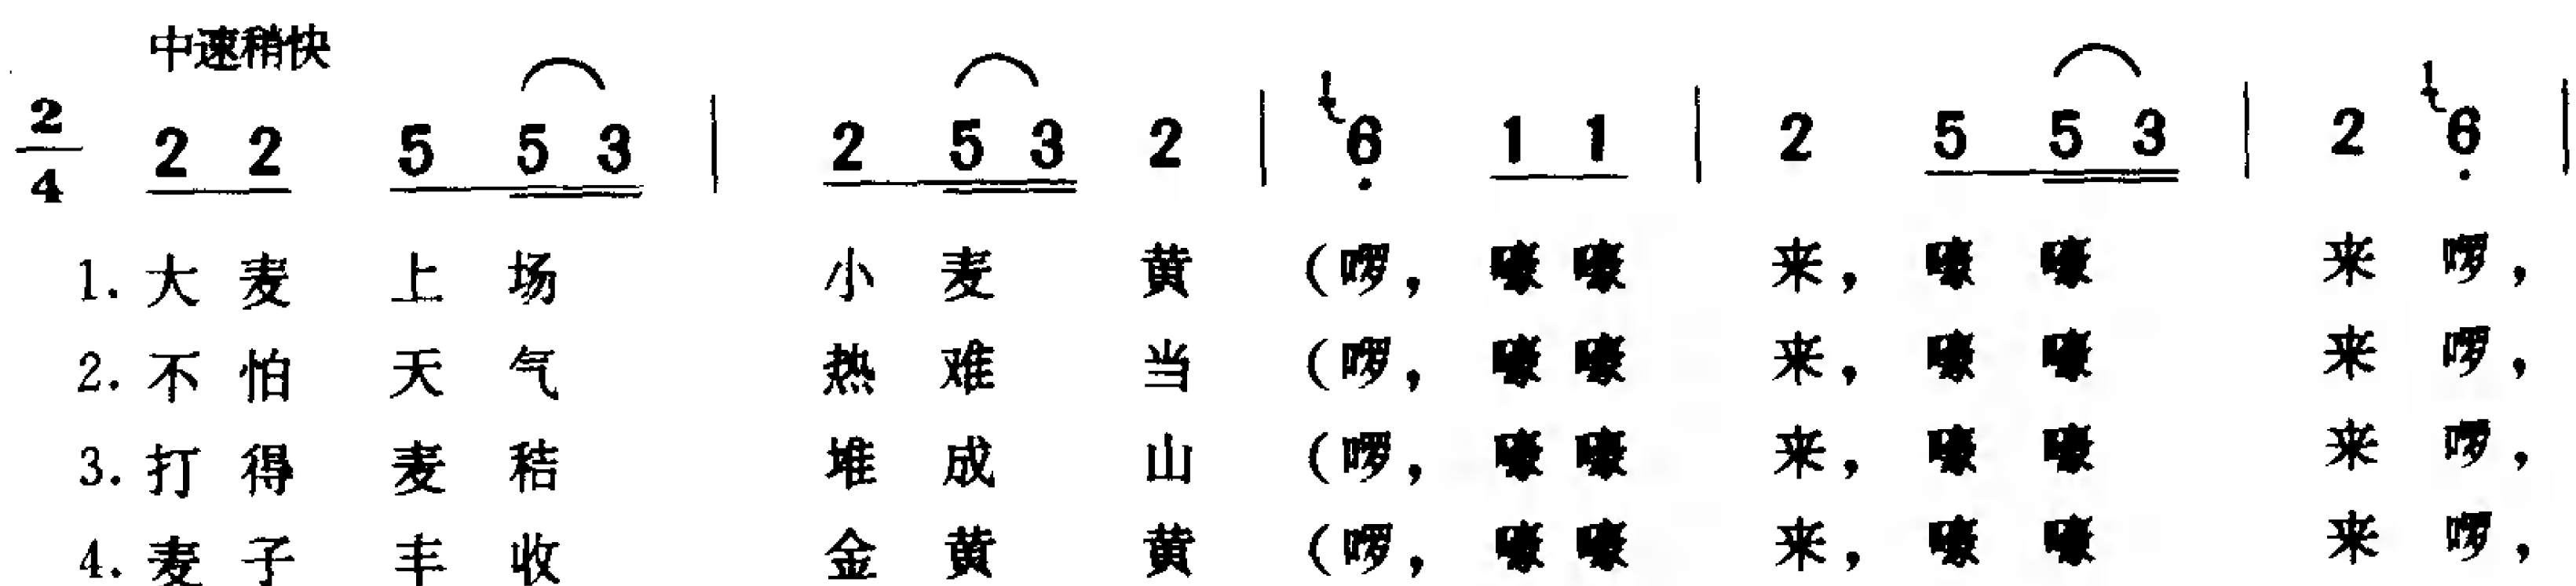 中速稍快
2/4 2 2 5 5 3 | 2 5 3 2 | 1 6 1 1 | 2 5 5 3 | 2 1 6 |
1. 大麦上场 小麦黄 (啰, 嚎嚎 来, 嚎嚎 来啰,
2. 不怕天气 热难当 (啰, 嚎嚎 来, 嚎嚎 来啰,
3. 打得麦秸 堆成山 (啰, 嚎嚎 来, 嚎嚎 来啰,
4. 麦子丰收 金黄黄 (啰, 嚎嚎 来, 嚎嚎 来啰,